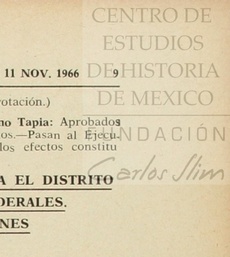 CENTRO DE
ESTUDIOS
DE HISTORIA
DE MEXICO
FUNDACIÓN
Carlos Slim
11 NOV. 1966 9
rotación.)
no Tapia: Aprobados
os.—Pasan al Ejecu-
los efectos constitu
A EL DISTRITO
DERALES.
NES